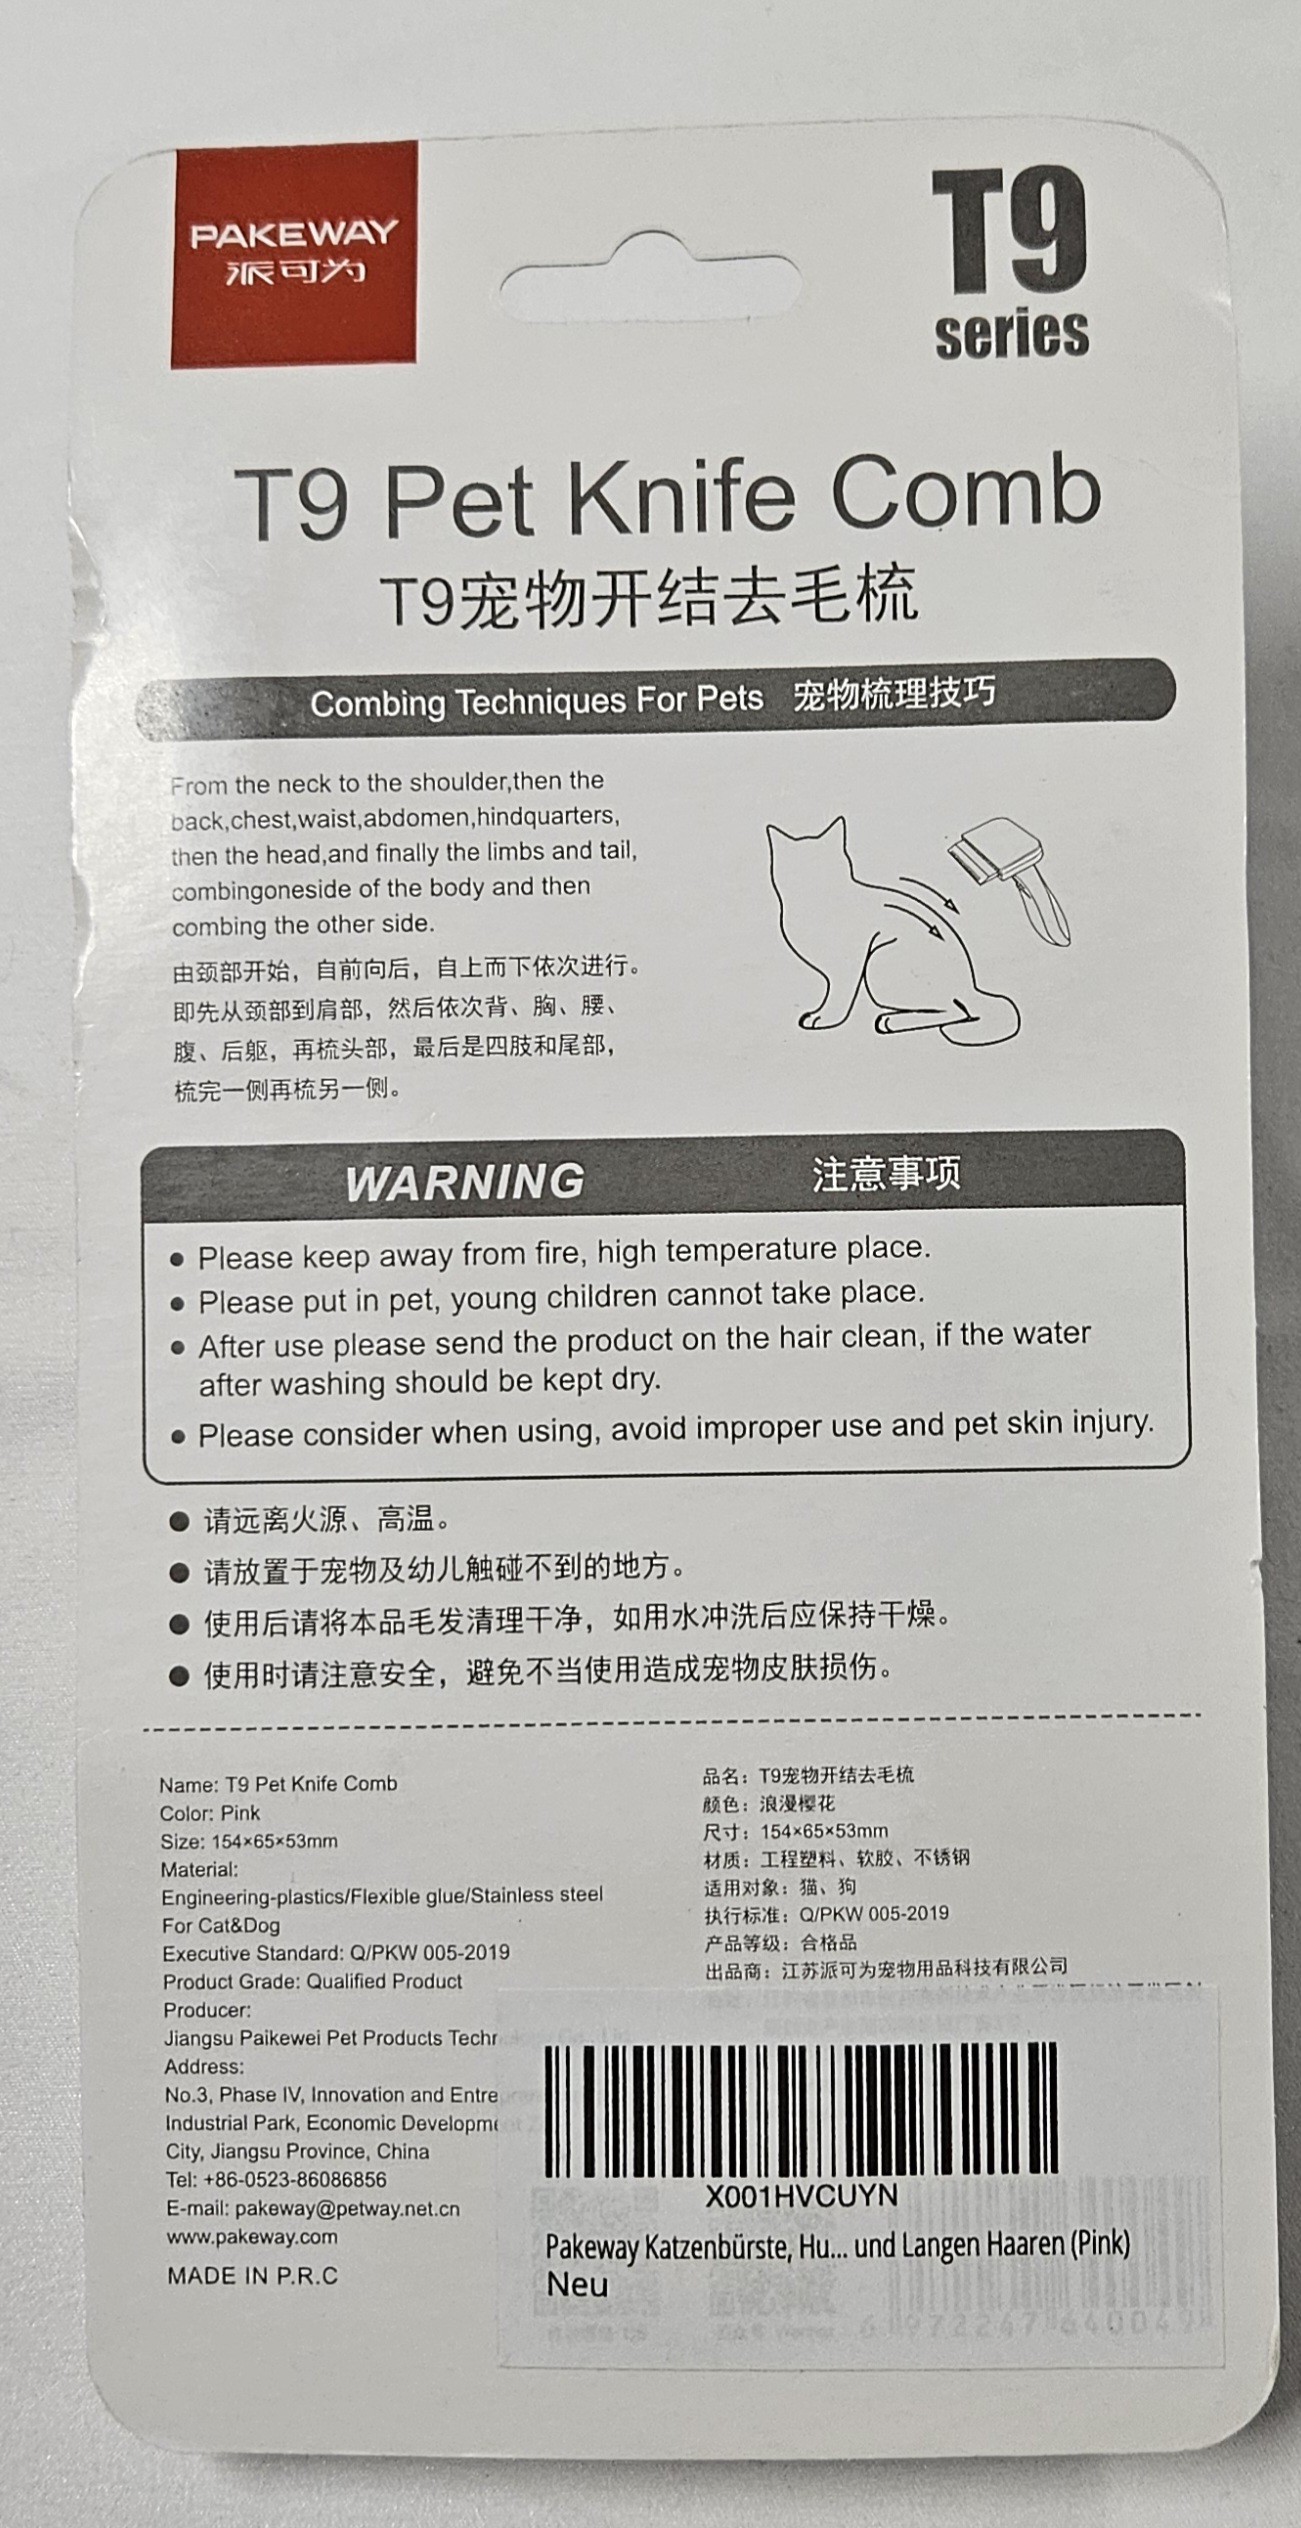 PAKEWAY
派可为
T9
series
T9 Pet Knife Comb
T9宠物开结去毛梳
Combing Techniques For Pets 宠物梳理技巧
From the neck to the shoulder,then the
back,chest,waist,abdomen,hindquarters,
then the head,and finally the limbs and tail,
combingoneside of the body and then
combing the other side.
由颈部开始，自前向后，自上而下依次进行。
即先从颈部到肩部，然后依次背、胸、腰、
腹、后躯，再梳头部，最后是四肢和尾部，
梳完一侧再梳另一侧。
WARNING 注意事项
• Please keep away from fire, high temperature place.
• Please put in pet, young children cannot take place.
• After use please send the product on the hair clean, if the water
after washing should be kept dry.
• Please consider when using, avoid improper use and pet skin injury.
● 请远离火源、高温。
● 请放置于宠物及幼儿触碰不到的地方。
● 使用后请将本品毛发清理干净，如用水冲洗后应保持干燥。
● 使用时请注意安全，避免不当使用造成宠物皮肤损伤。
Name: T9 Pet Knife Comb
Color: Pink
Size: 154×65×53mm
Material:
Engineering-plastics/Flexible glue/Stainless steel
For Cat&Dog
Executive Standard: Q/PKW 005-2019
Product Grade: Qualified Product
Producer:
Jiangsu Paikewei Pet Products Techr
Address:
No.3, Phase IV, Innovation and Entre
Industrial Park, Economic Developme
City, Jiangsu Province, China
Tel: +86-0523-86086856
E-mail: pakeway@petway.net.cn
www.pakeway.com
MADE IN P.R.C
品名：T9宠物开结去毛梳
颜色：浪漫樱花
尺寸：154×65×53mm
材质：工程塑料、软胶、不锈钢
适用对象：猫、狗
执行标准：Q/PKW 005-2019
产品等级：合格品
出品商：江苏派可为宠物用品科技有限公司
X001HVCUYN
Pakeway Katzenbürste, Hu... und Langen Haaren (Pink)
Neu